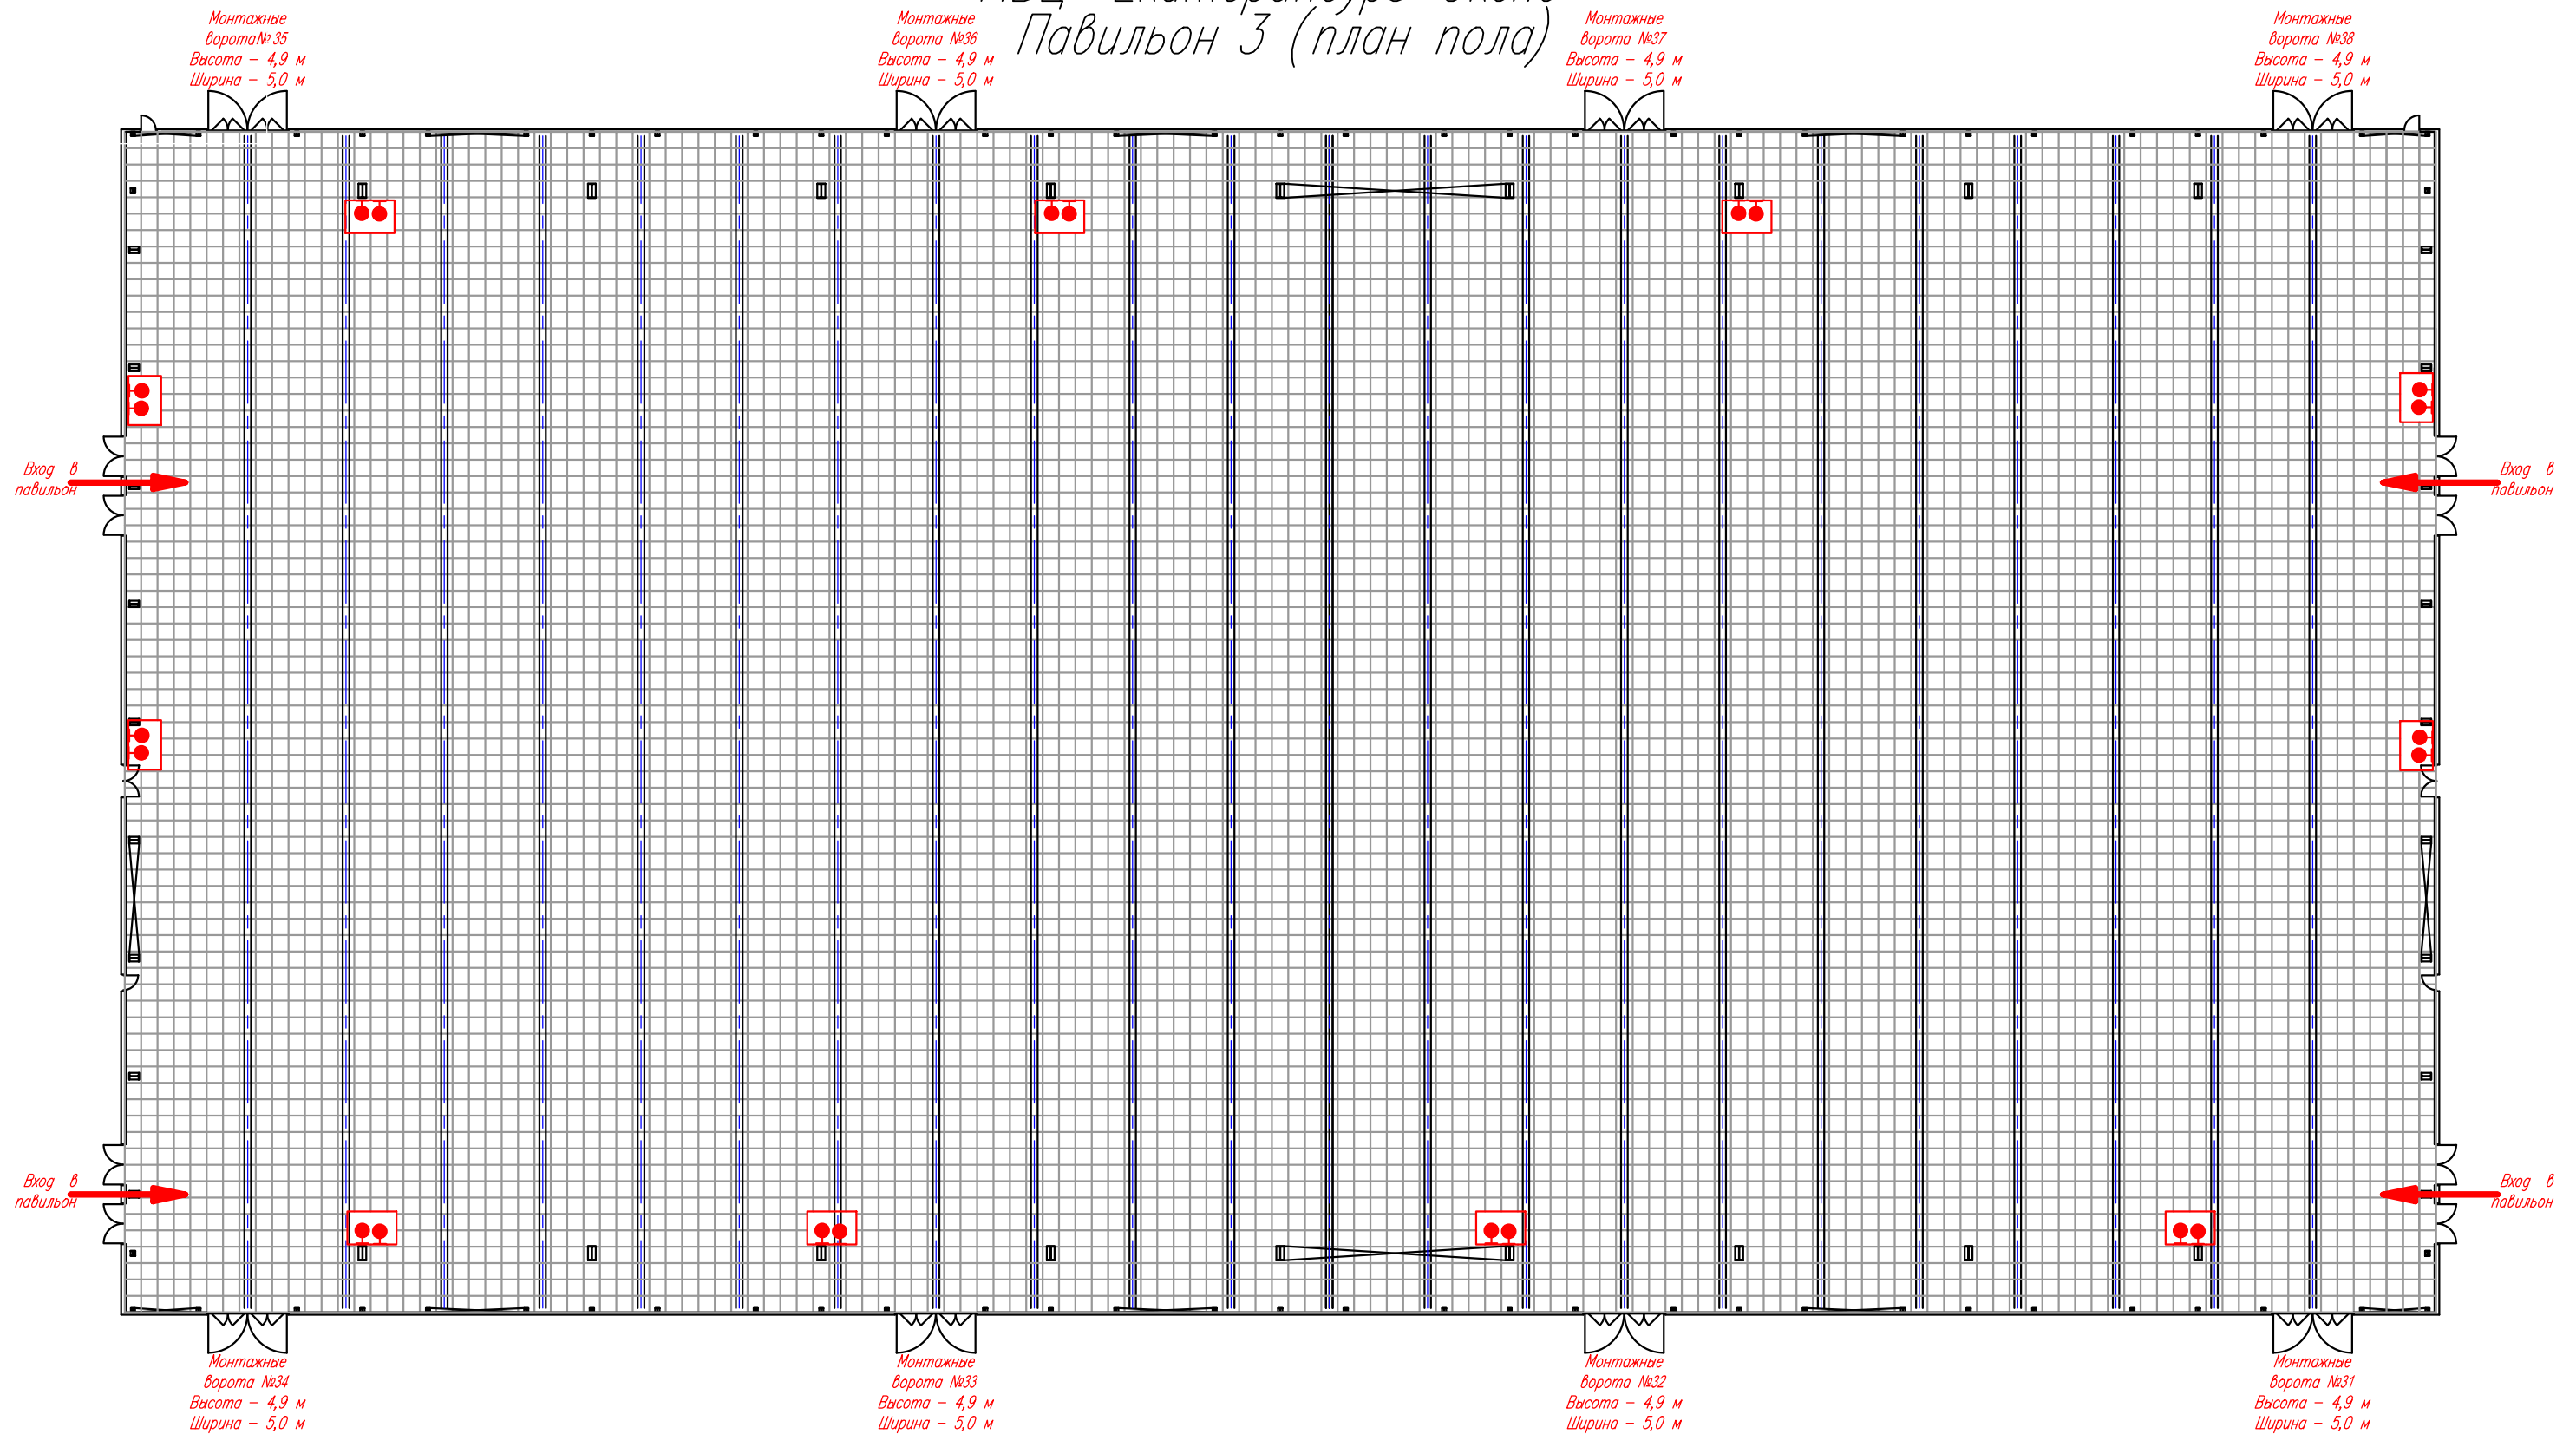 Павильон 3 (план пола)
Монтажные
ворота№35
Высота – 4,9 м
Ширина – 5,0 м
Монтажные
ворота №36
Высота – 4,9 м
Ширина – 5,0 м
Монтажные
ворота №37
Высота – 4,9 м
Ширина – 5,0 м
Монтажные
ворота №38
Высота – 4,9 м
Ширина – 5,0 м
Вход в
павильон
Вход в
павильон
Вход в
павильон
Вход в
павильон
Монтажные
ворота №34
Высота – 4,9 м
Ширина – 5,0 м
Монтажные
ворота №33
Высота – 4,9 м
Ширина – 5,0 м
Монтажные
ворота №32
Высота – 4,9 м
Ширина – 5,0 м
Монтажные
ворота №31
Высота – 4,9 м
Ширина – 5,0 м